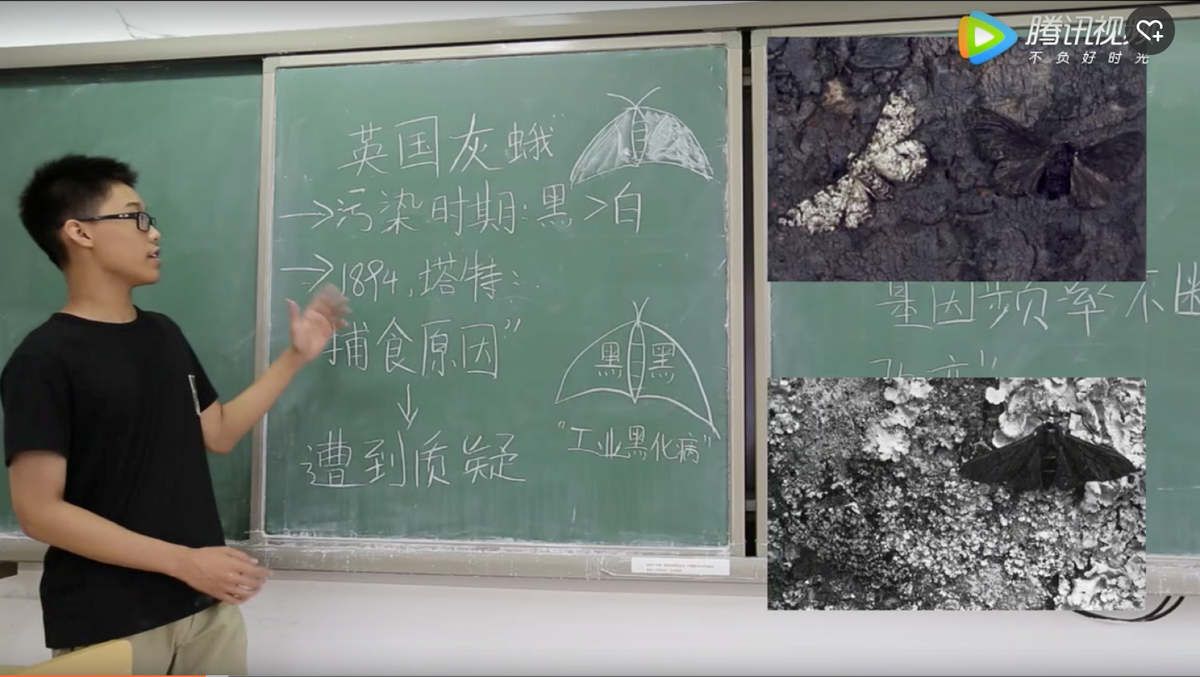 腾讯视
不负好时光
英国灰蛾"
→污染时期:黑>白
→1894,塔特:
捕食原因"
↓
遭到质疑
黑 黑
"工业黑化病"
基因频率不断
改变"